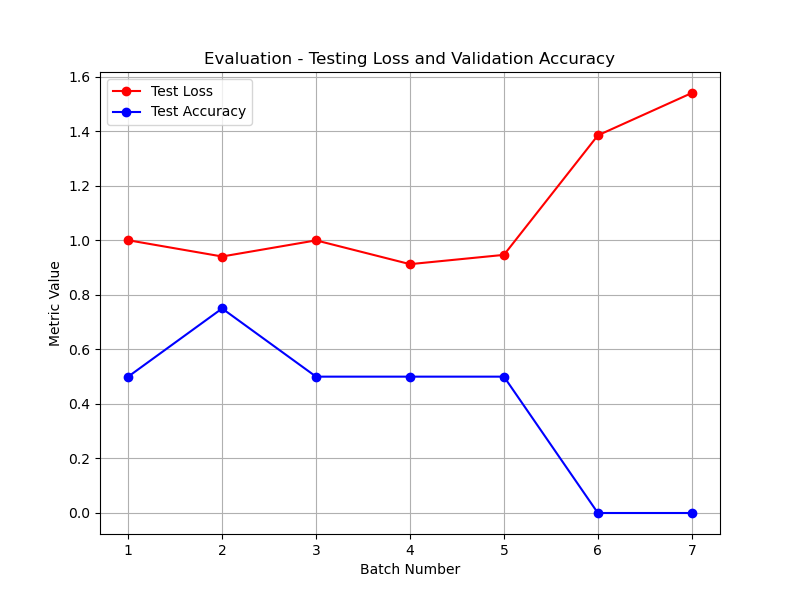 Evaluation - Testing Loss and Validation Accuracy
Test Loss
Test Accuracy
Metric Value
1.6
1.4
1.2
1.0
0.8
0.6
0.4
0.2
0.0
1 2 3 4 5 6 7
Batch Number